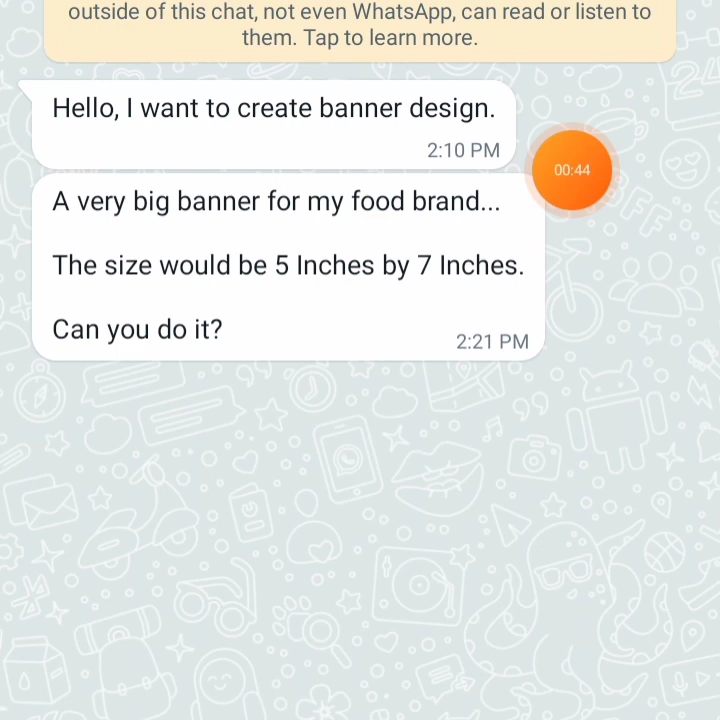 outside of this chat, not even WhatsApp, can read or listen to
them. Tap to learn more.
Hello, I want to create banner design.
2:10 PM
00:44
A very big banner for my food brand...
The size would be 5 Inches by 7 Inches.
Can you do it?
2:21 PM